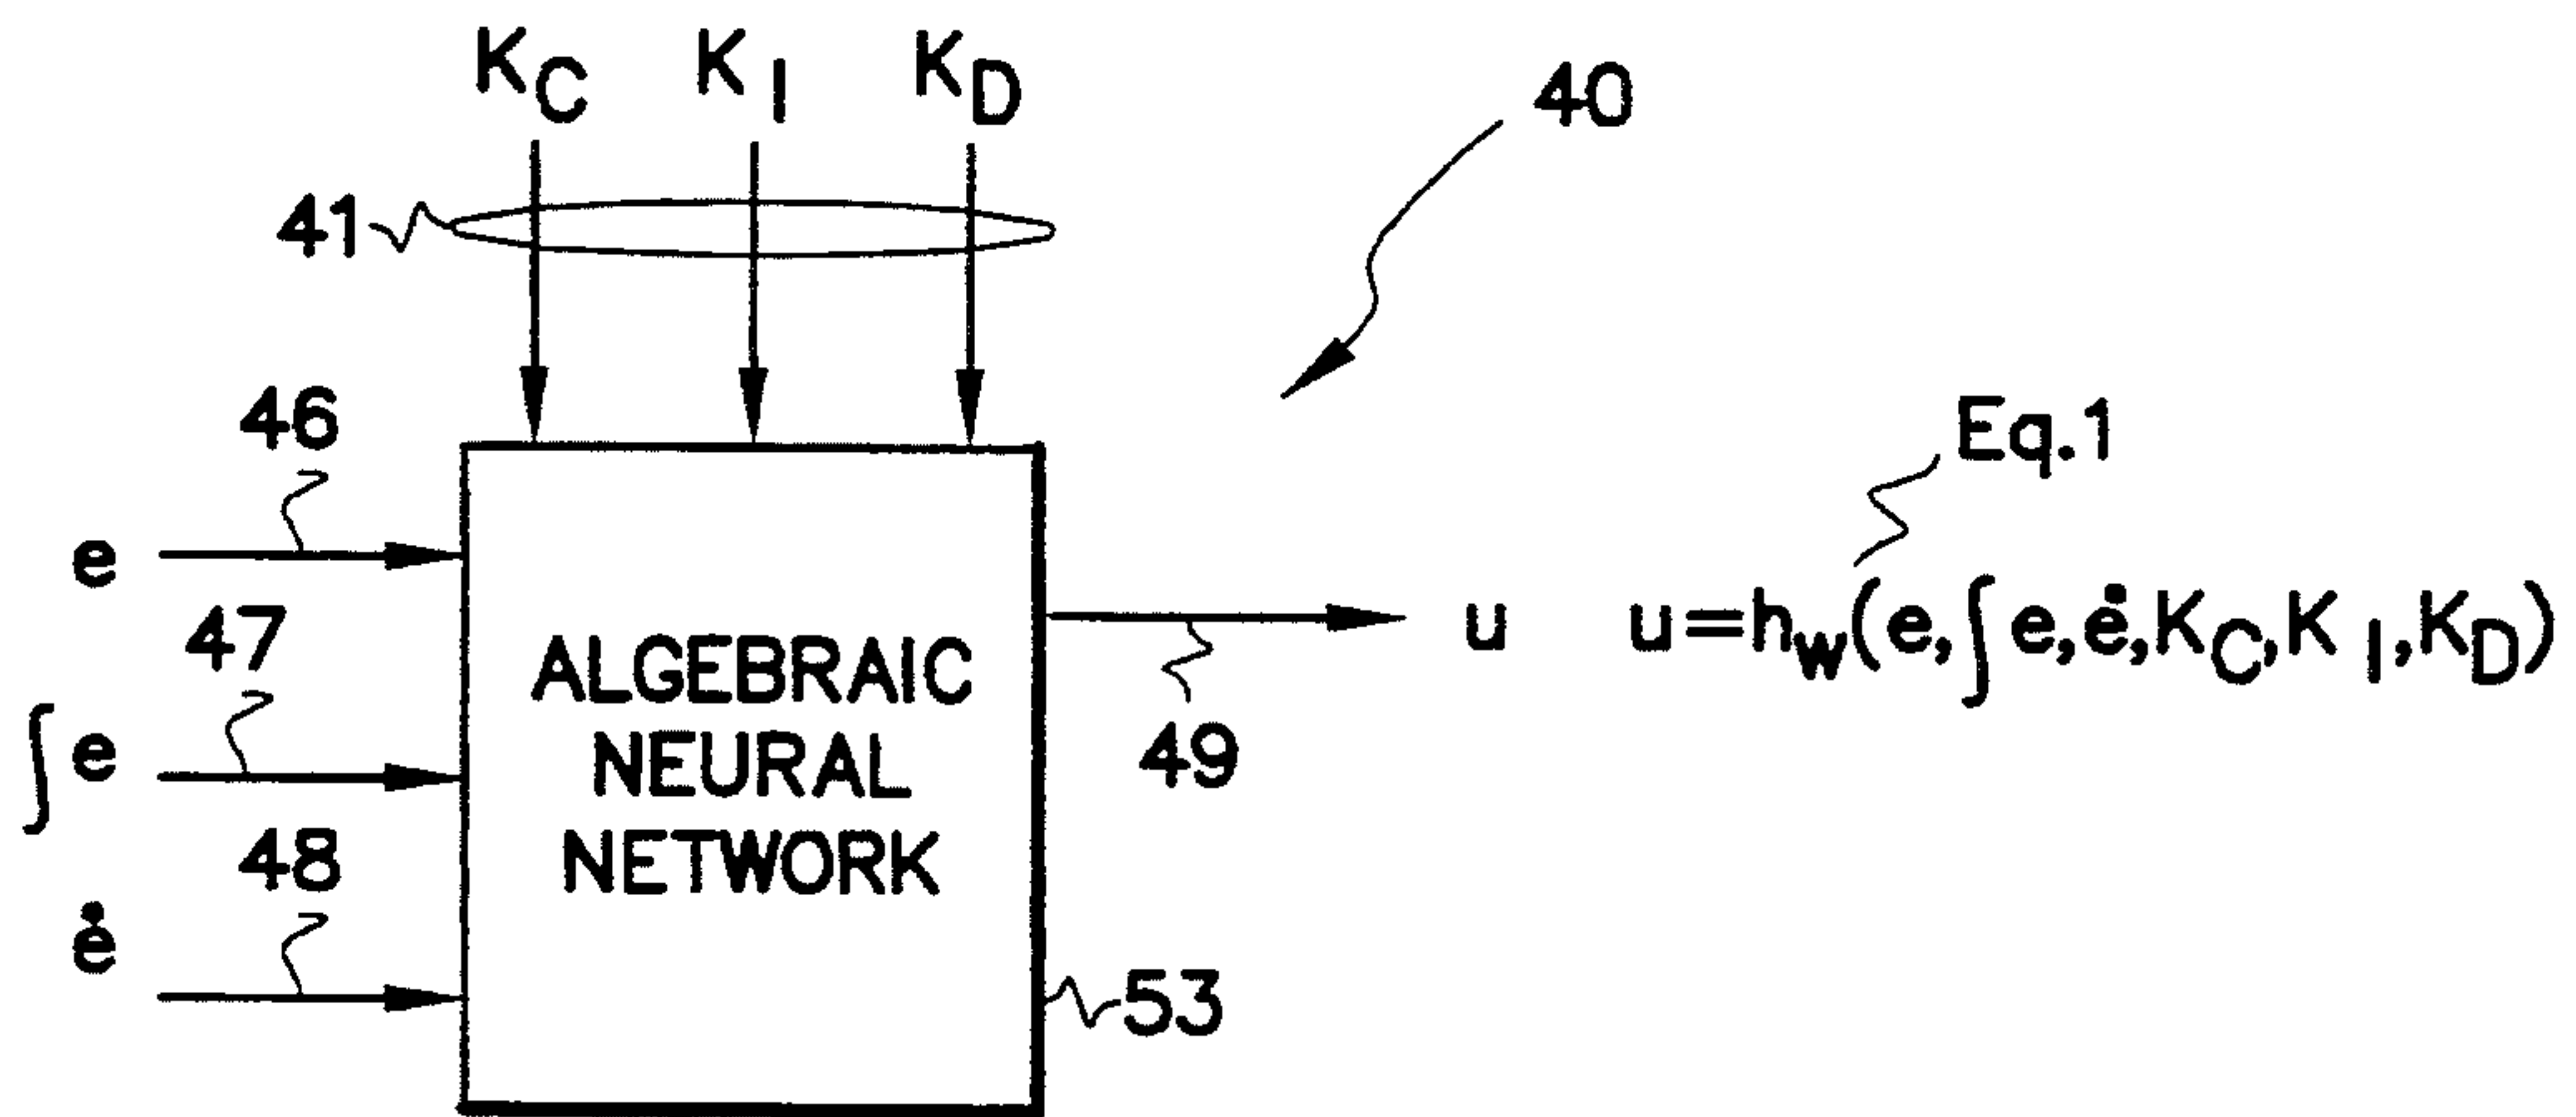 K_C K_I K_D
40
41
46
Eq.1
e
47
u u=h_w(e,∫e,ė,K_C,K_I,K_D)
ALGEBRAIC
NEURAL
NETWORK
∫e
49
48
ė
53